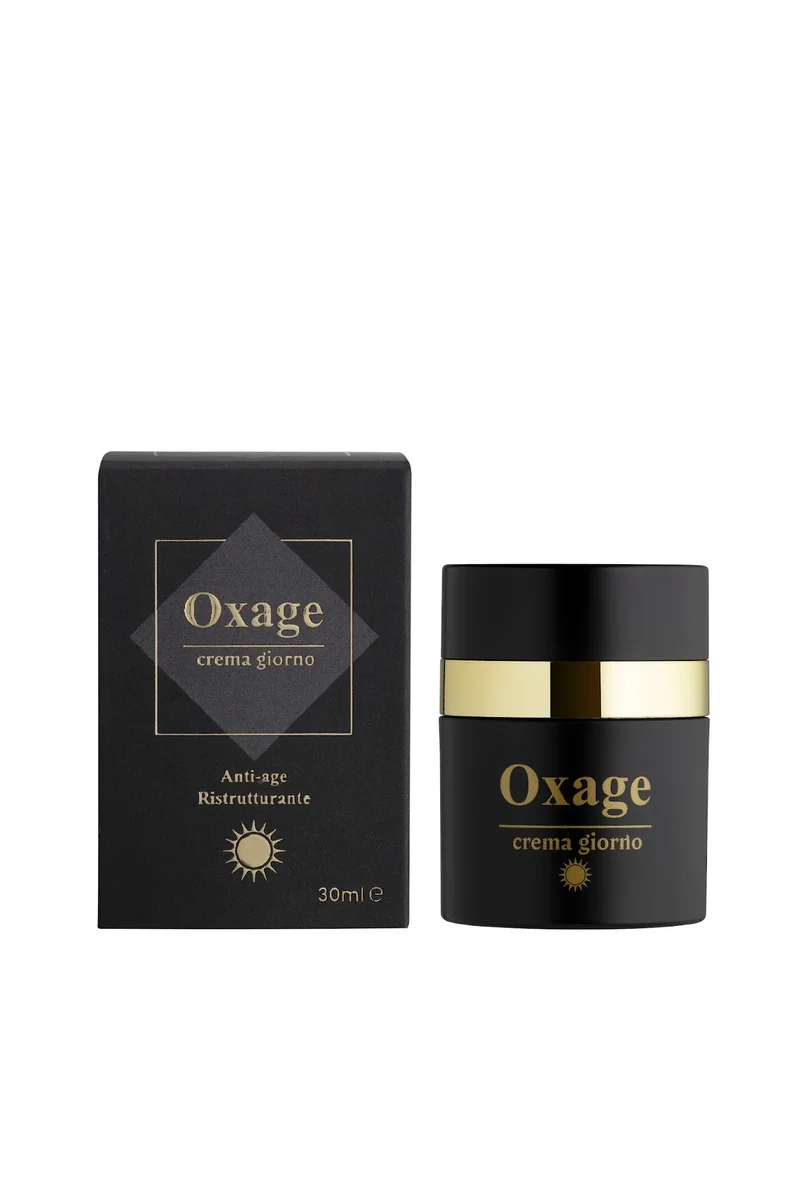 Oxage
crema giorno
Anti-age
Ristrutturante
30ml ℮
Oxage
crema giorno